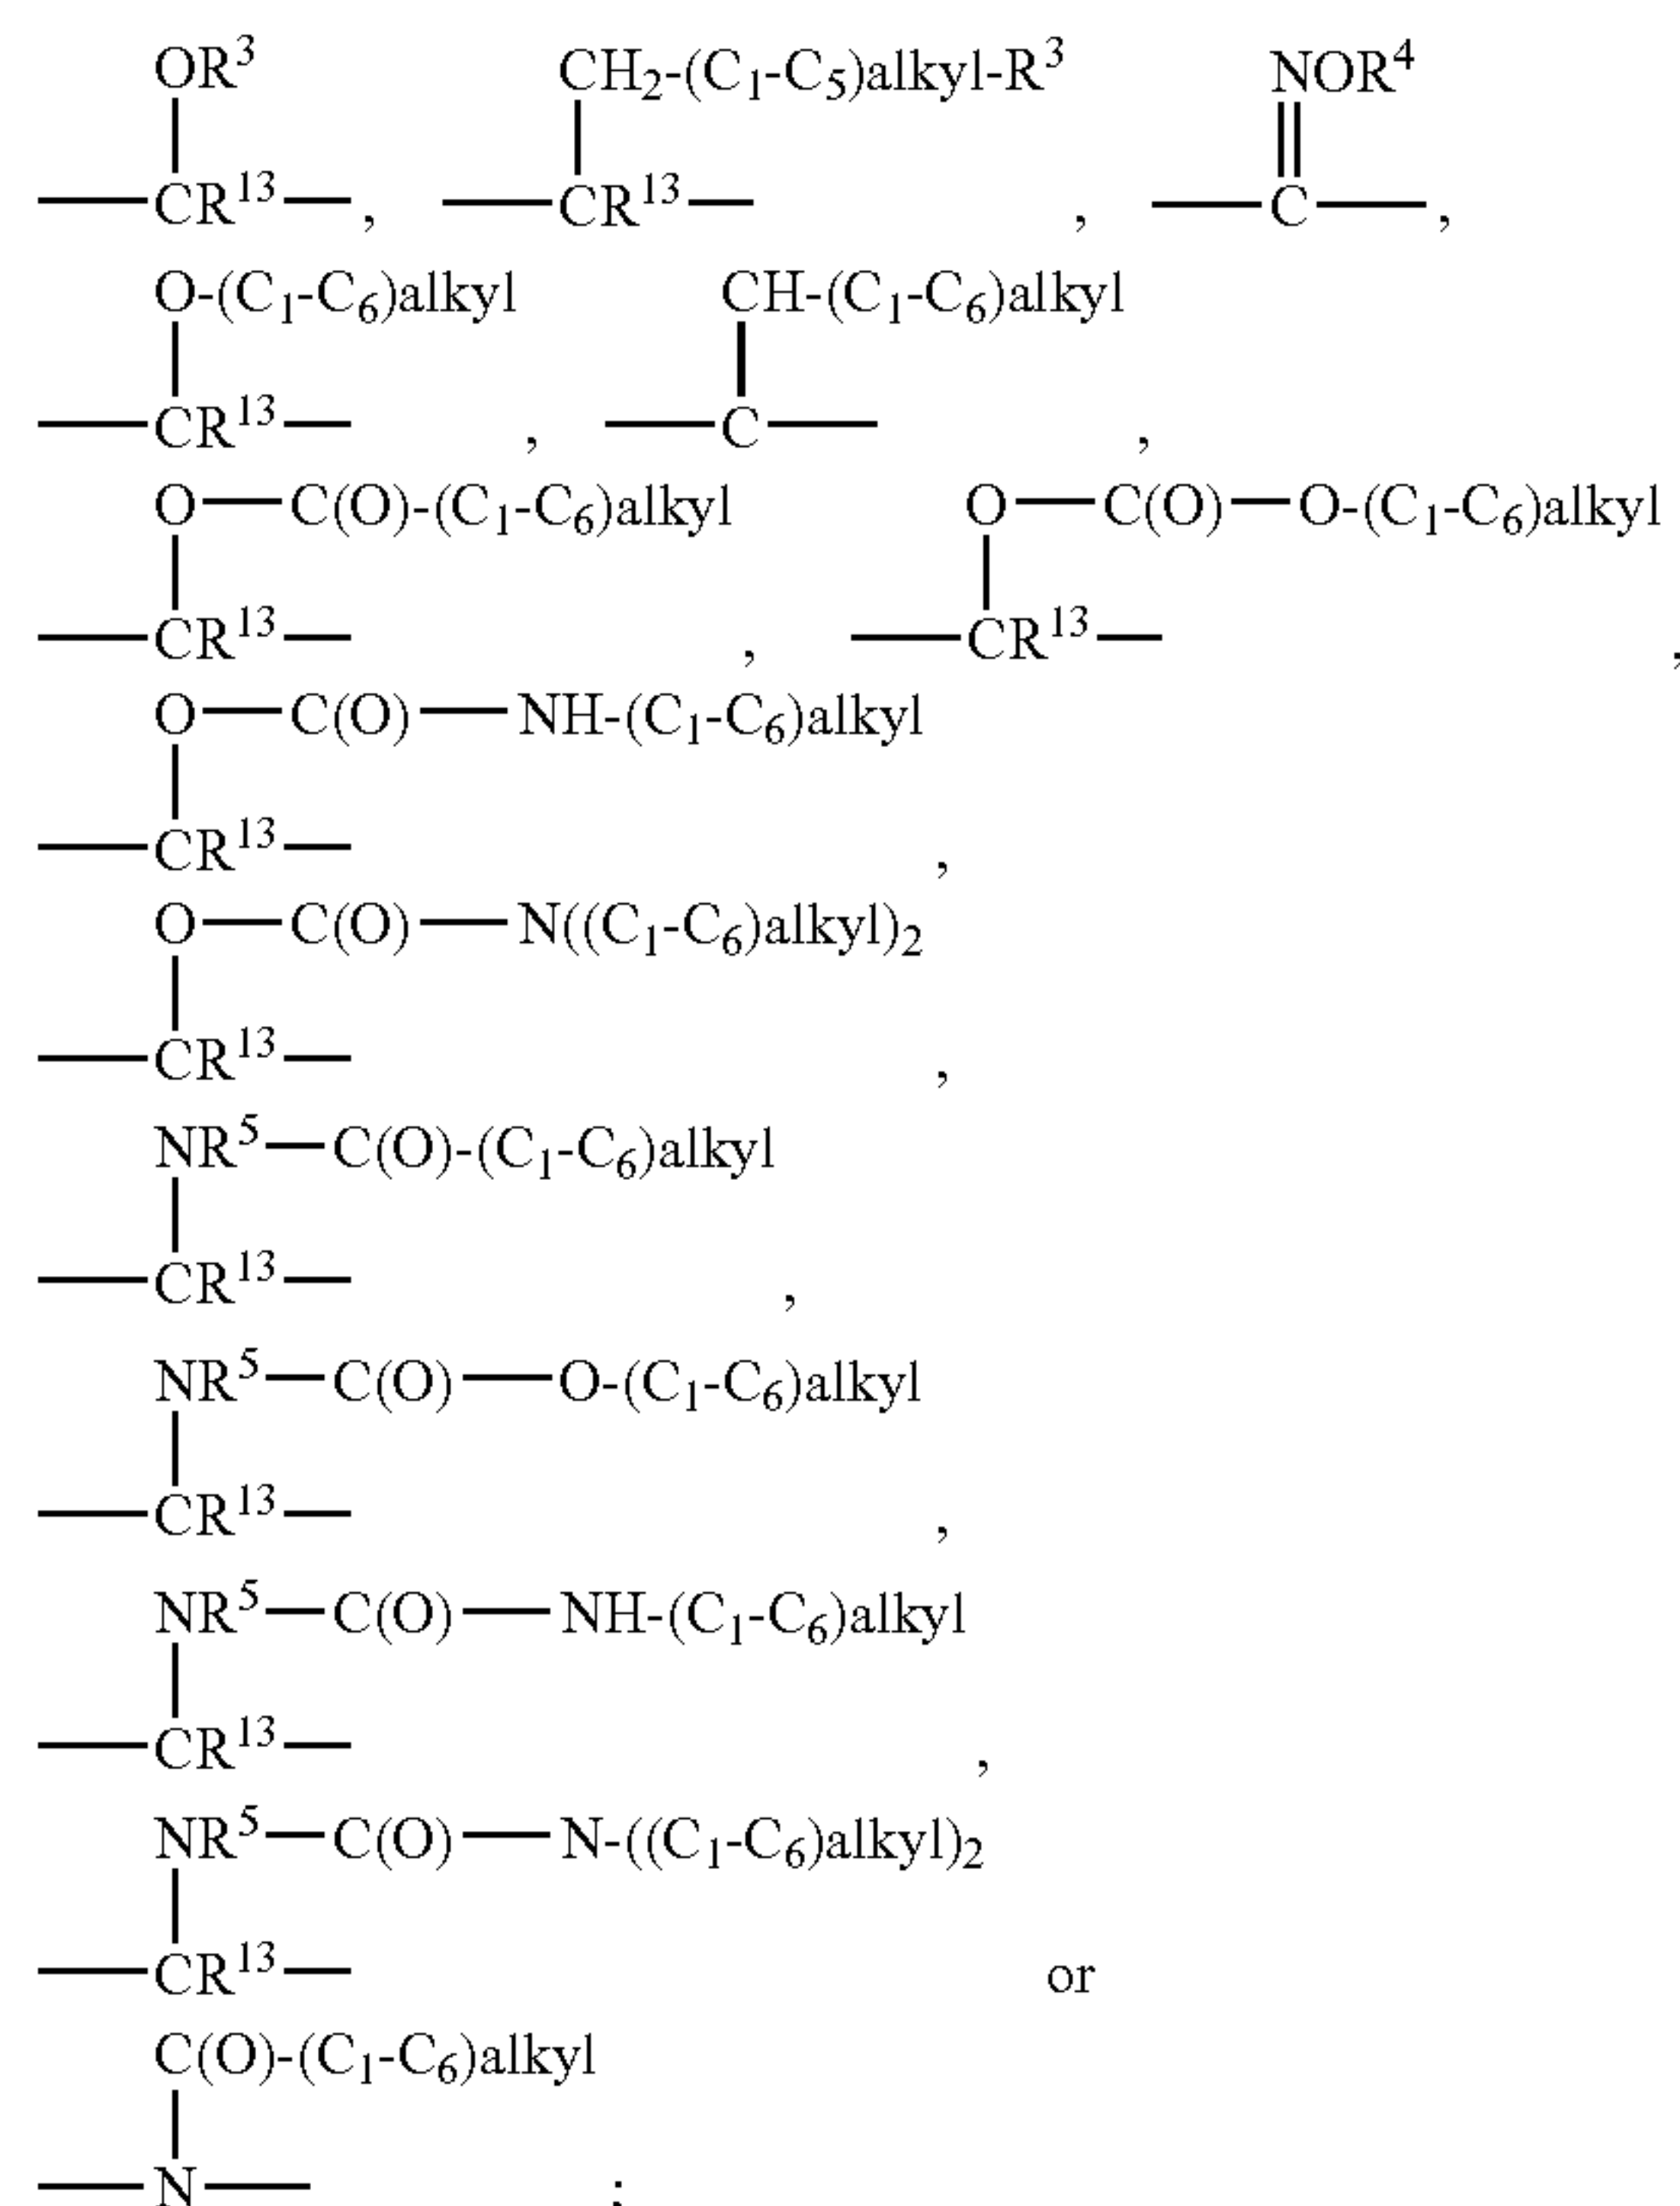 OR³ CH₂-(C₁-C₅)alkyl-R³ NOR⁴
—CR¹³—, —CR¹³—, —C—,
O-(C₁-C₆)alkyl CH-(C₁-C₆)alkyl
—CR¹³—, —C—,
O—C(O)-(C₁-C₆)alkyl O—C(O)—O-(C₁-C₆)alkyl
—CR¹³—, —CR¹³—,
O—C(O)—NH-(C₁-C₆)alkyl
—CR¹³—,
O—C(O)—N((C₁-C₆)alkyl)₂
—CR¹³—,
NR⁵—C(O)-(C₁-C₆)alkyl
—CR¹³—,
NR⁵—C(O)—O-(C₁-C₆)alkyl
—CR¹³—,
NR⁵—C(O)—NH-(C₁-C₆)alkyl
—CR¹³—,
NR⁵—C(O)—N-((C₁-C₆)alkyl)₂
—CR¹³— or
C(O)-(C₁-C₆)alkyl
—N— ;